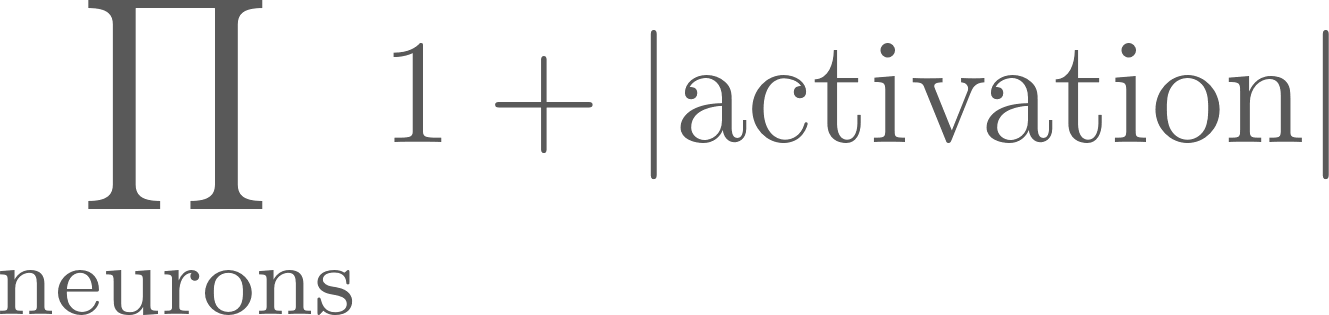 ∏ 1 + |activation|
neurons